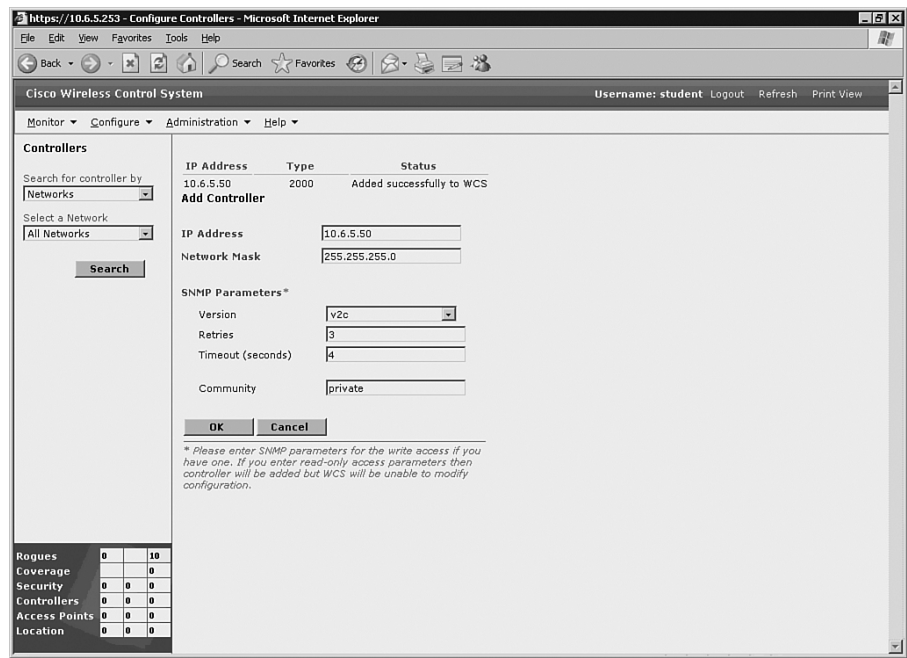 https://10.6.5.253 - Configure Controllers - Microsoft Internet Explorer
File Edit View Favorites Tools Help
Back Search Favorites
Cisco Wireless Control System
Username: student Logout Refresh Print View
Monitor Configure Administration Help
Controllers
Search for controller by
Networks
Select a Network
All Networks
Search
IP Address Type Status
10.6.5.50 2000 Added successfully to WCS
Add Controller
IP Address 10.6.5.50
Network Mask 255.255.255.0
SNMP Parameters*
Version v2c
Retries 3
Timeout (seconds) 4
Community private
OK Cancel
* Please enter SNMP parameters for the write access if you
have one. If you enter read-only access parameters then
controller will be added but WCS will be unable to modify
configuration.
Rogues 0 10
Coverage 0
Security 0 0 0
Controllers 0 0 0
Access Points 0 0 0
Location 0 0 0